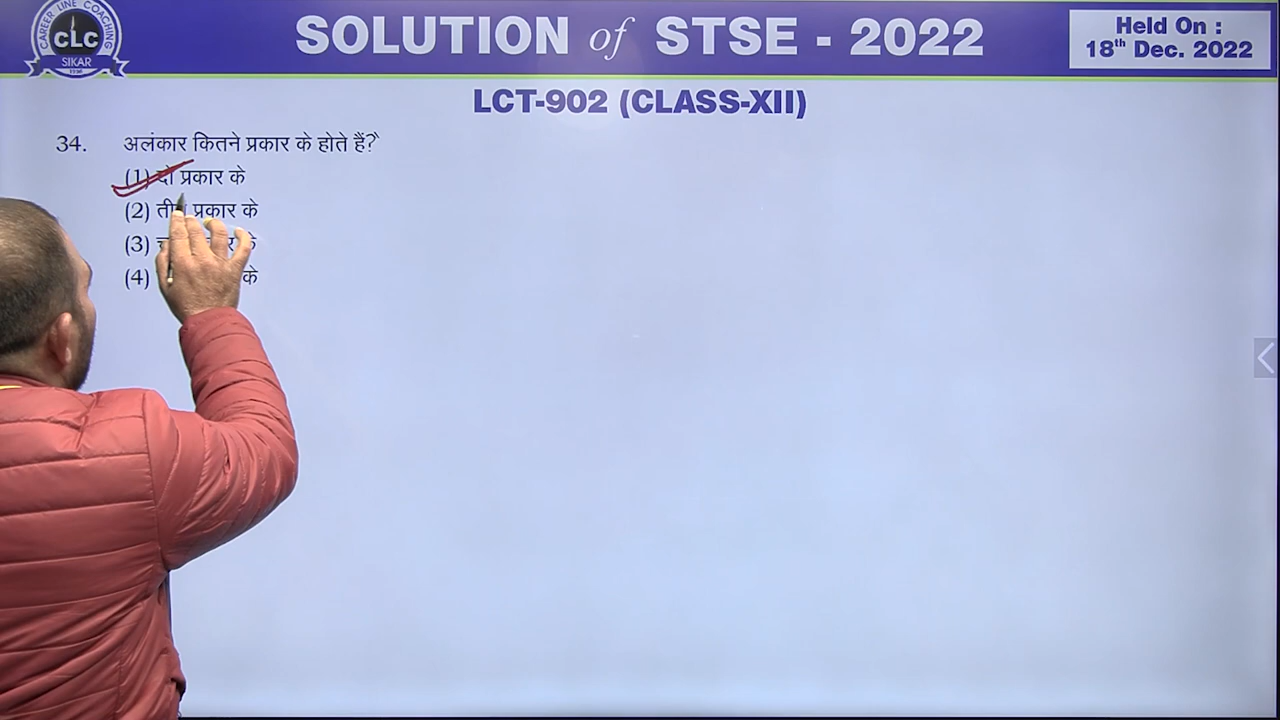 CAREER LINE COACHING
CLC
SIKAR
1996
SOLUTION of STSE - 2022
Held On :
18th Dec. 2022
LCT-902 (CLASS-XII)
34. अलंकार कितने प्रकार के होते हैं?
(1) दो प्रकार के
(2) तीन प्रकार के
(3) के
(4) के